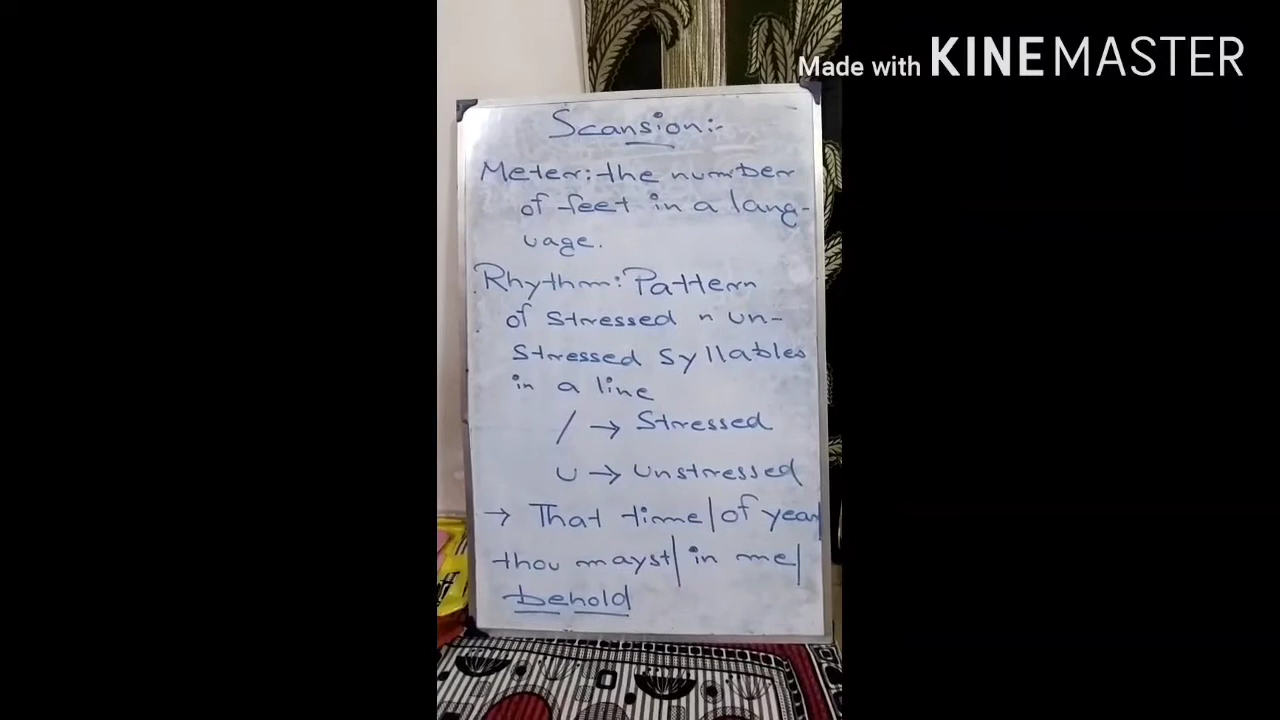 Made with KINEMASTER
Scansion:-
Meter: the number
of feet in a lang-
uage.
Rhythm: Pattern
of stressed n un-
stressed syllables
in a line
/ → Stressed
∪ → unstressed
→ That time/of year/
thou mayst/in me/
behold